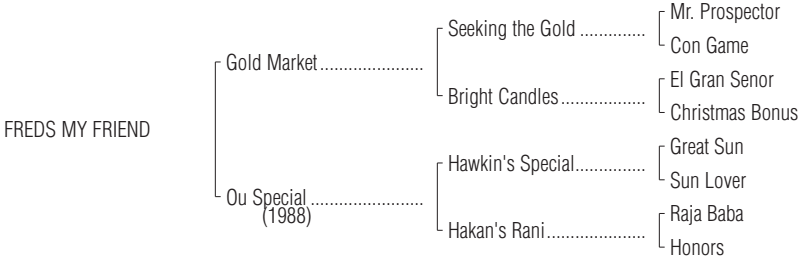 Mr. Prospector
Seeking the Gold ..............
Con Game
Gold Market......................
El Gran Senor
Bright Candles..................
Christmas Bonus
FREDS MY FRIEND
Great Sun
Hawkin's Special...............
Sun Lover
Ou Special ........................
(1988)
Raja Baba
Hakan's Rani.....................
Honors